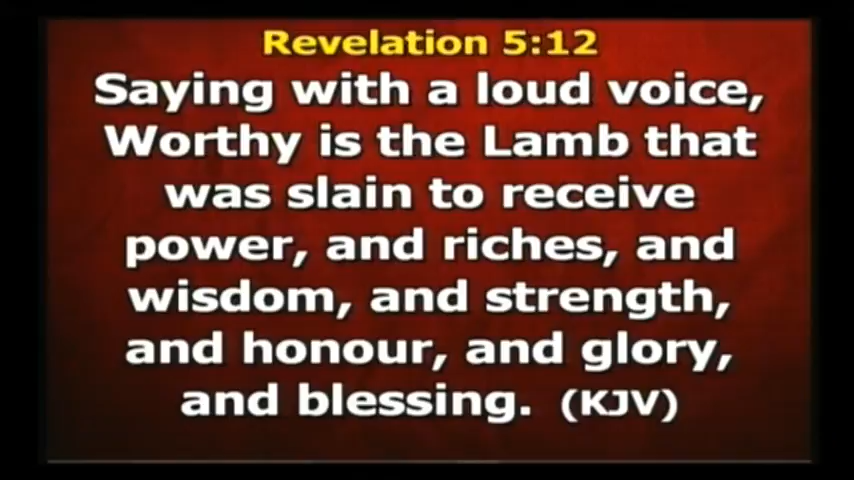 Revelation 5:12
Saying with a loud voice,
Worthy is the Lamb that
was slain to receive
power, and riches, and
wisdom, and strength,
and honour, and glory,
and blessing. (KJV)